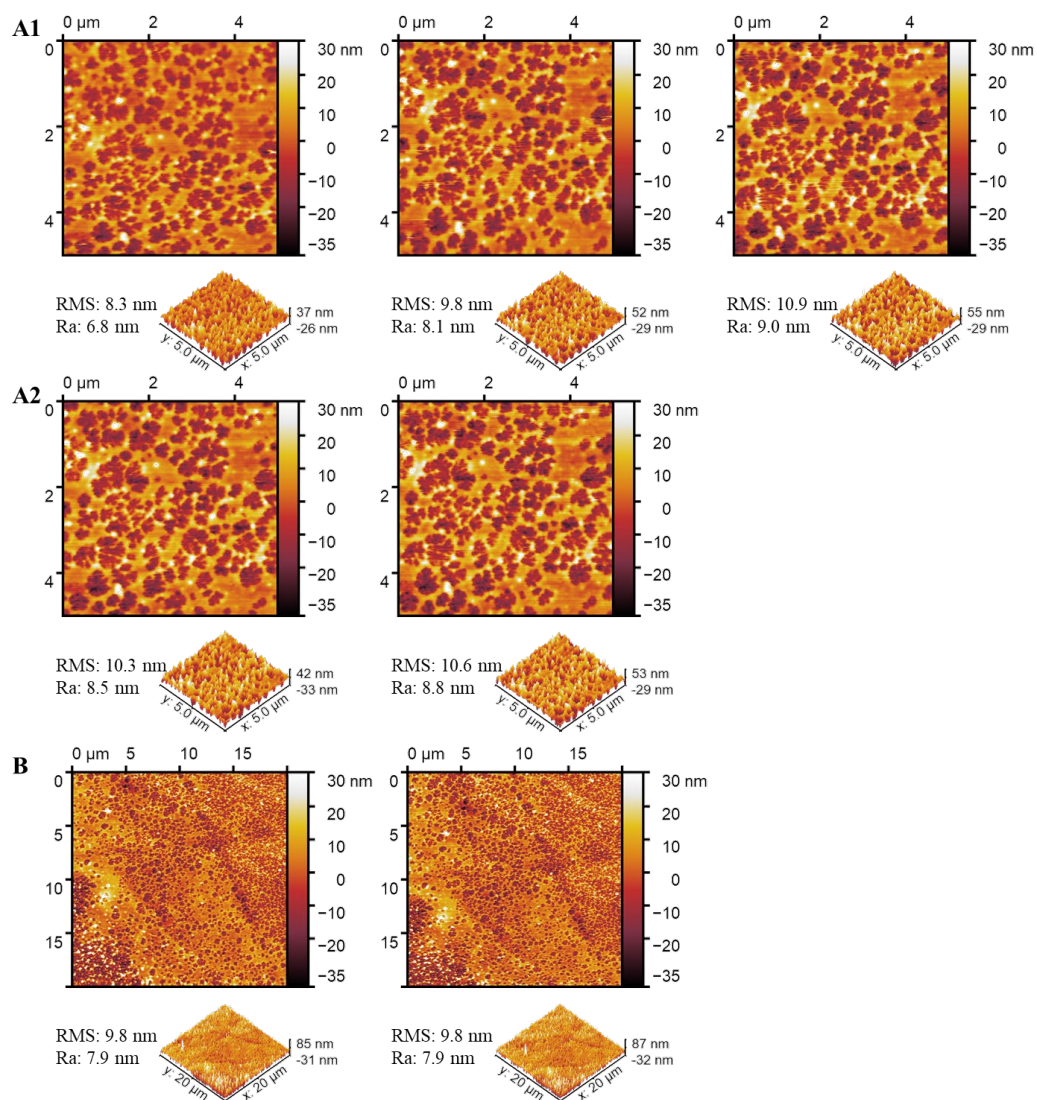 A1
0 µm 2 4
0
2
4
30 nm
20
10
0
−10
−20
−35
RMS: 8.3 nm
Ra: 6.8 nm
37 nm
-26 nm
y: 5.0 µm
x: 5.0 µm
0 µm 2 4
0
2
4
30 nm
20
10
0
−10
−20
−35
RMS: 9.8 nm
Ra: 8.1 nm
52 nm
-29 nm
y: 5.0 µm
x: 5.0 µm
0 µm 2 4
0
2
4
30 nm
20
10
0
−10
−20
−35
RMS: 10.9 nm
Ra: 9.0 nm
55 nm
-29 nm
y: 5.0 µm
x: 5.0 µm
A2
0 µm 2 4
0
2
4
30 nm
20
10
0
−10
−20
−35
RMS: 10.3 nm
Ra: 8.5 nm
42 nm
-33 nm
y: 5.0 µm
x: 5.0 µm
0 µm 2 4
0
2
4
30 nm
20
10
0
−10
−20
−35
RMS: 10.6 nm
Ra: 8.8 nm
53 nm
-29 nm
y: 5.0 µm
x: 5.0 µm
B
0 µm 5 10 15
0
5
10
15
30 nm
20
10
0
−10
−20
−35
RMS: 9.8 nm
Ra: 7.9 nm
85 nm
-31 nm
y: 20 µm
x: 20 µm
0 µm 5 10 15
0
5
10
15
30 nm
20
10
0
−10
−20
−35
RMS: 9.8 nm
Ra: 7.9 nm
87 nm
-32 nm
y: 20 µm
x: 20 µm